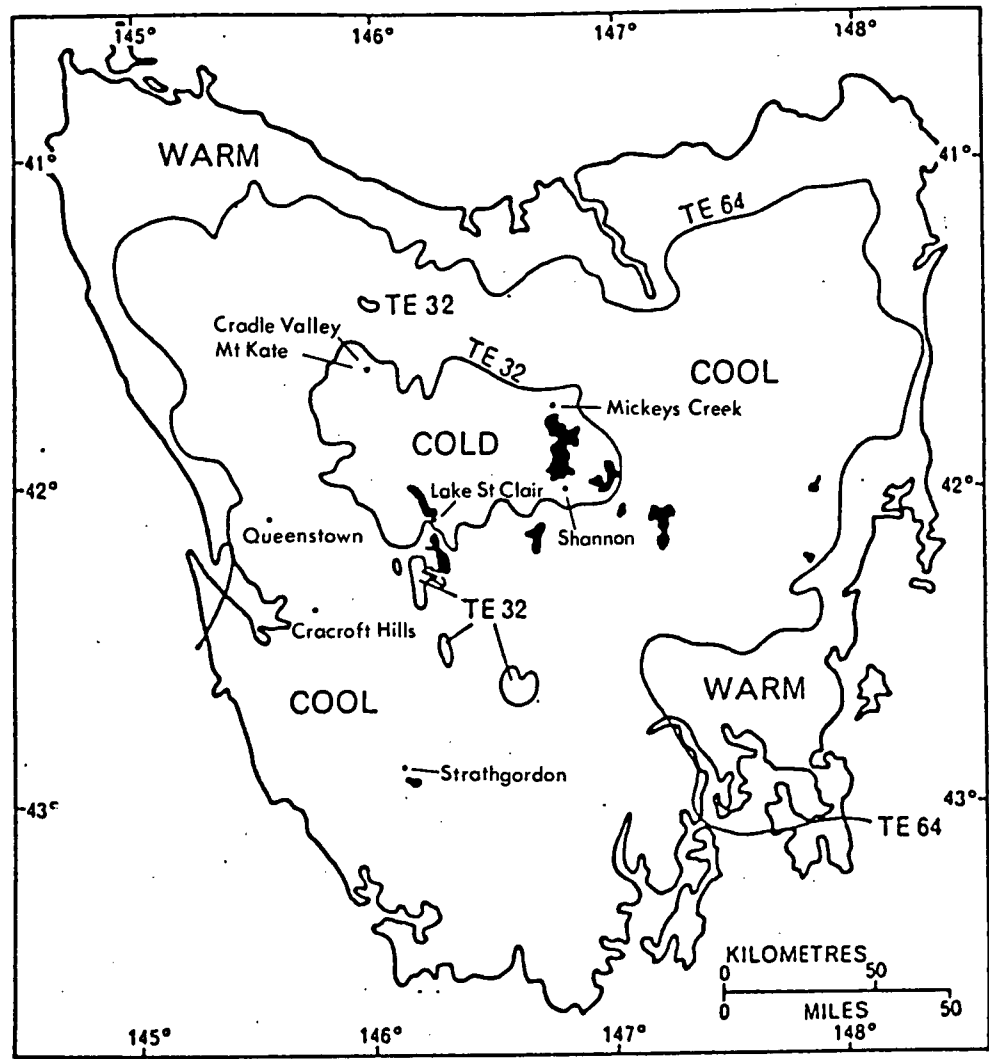 145° 146° 147° 148°
WARM
41° 41°
TE 64
TE 32
Cradle Valley
Mt Kate
TE 32
COOL
Mickeys Creek
COLD
42° 42°
Lake St Clair
Queenstown
Shannon
TE 32
Cracroft Hills
WARM
COOL
Strathgordon
43° 43°
TE 64
KILOMETRES
0 50
0 MILES 50
145° 146° 147° 148°